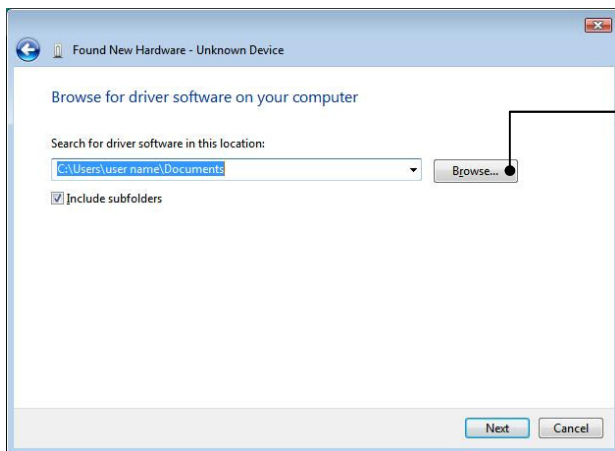 Found New Hardware - Unknown Device
Browse for driver software on your computer
Search for driver software in this location:
C:\Users\user name\Documents
Browse...
Include subfolders
Next
Cancel